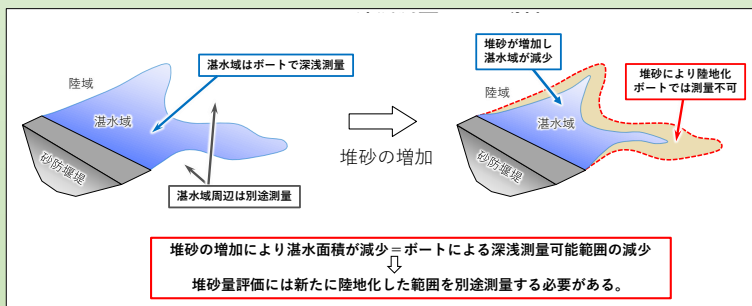 湛水域はボートで深浅測量
陸域
湛水域
砂防堰堤
湛水域周辺は別途測量
堆砂の増加
堆砂が増加し
湛水域が減少
陸域
堆砂により陸地化
ボートでは測量不可
湛水域
砂防堰堤
堆砂の増加により湛水面積が減少＝ボートによる深浅測量可能範囲の減少
堆砂量評価には新たに陸地化した範囲を別途測量する必要がある。